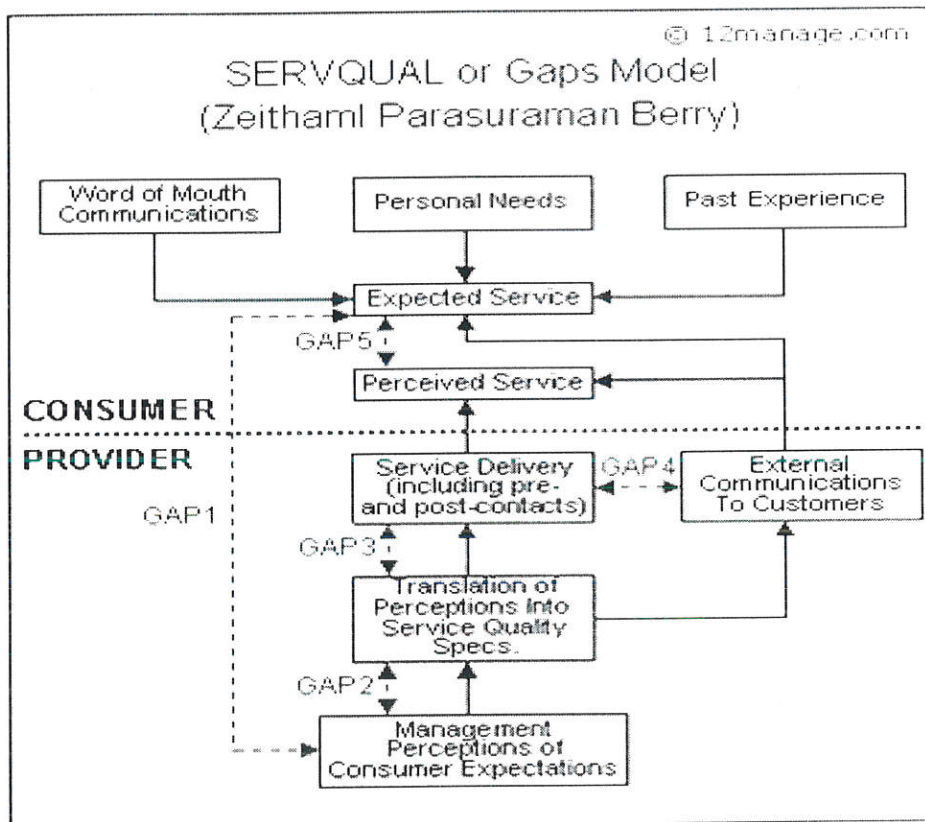 © 12manage.com
SERVQUAL or Gaps Model
(Zeithaml Parasuraman Berry)
Word of Mouth
Communications
Personal Needs
Past Experience
Expected Service
GAP5
Perceived Service
CONSUMER
PROVIDER
Service Delivery
(including pre-
and post-contacts)
GAP4
External
Communications
To Customers
GAP1
GAP3
Translation of
Perceptions Into
Service Quality
Specs.
GAP2
Management
Perceptions of
Consumer Expectations